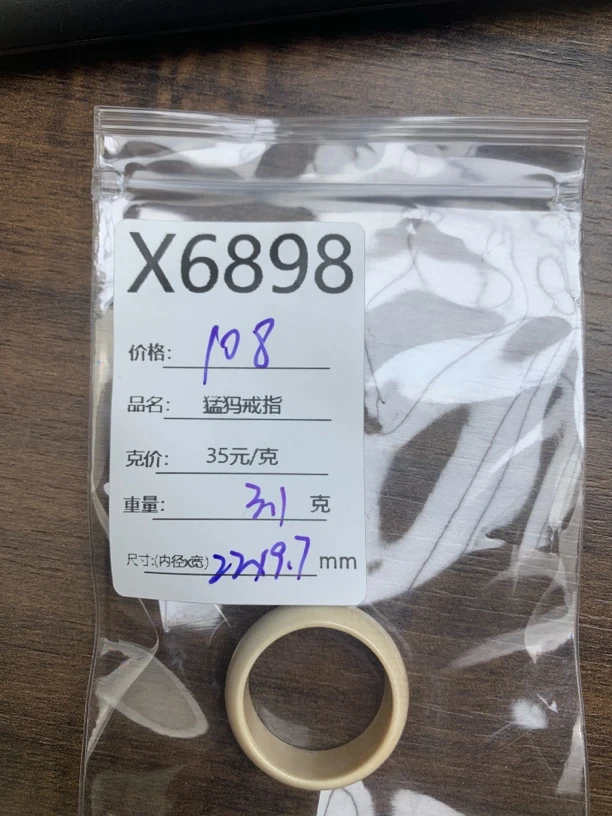 X6898
价格: 108
品名: 猛犸戒指
克价: 35元/克
重量: 3.1 克
尺寸:(内径x宽) 22x9.7 mm